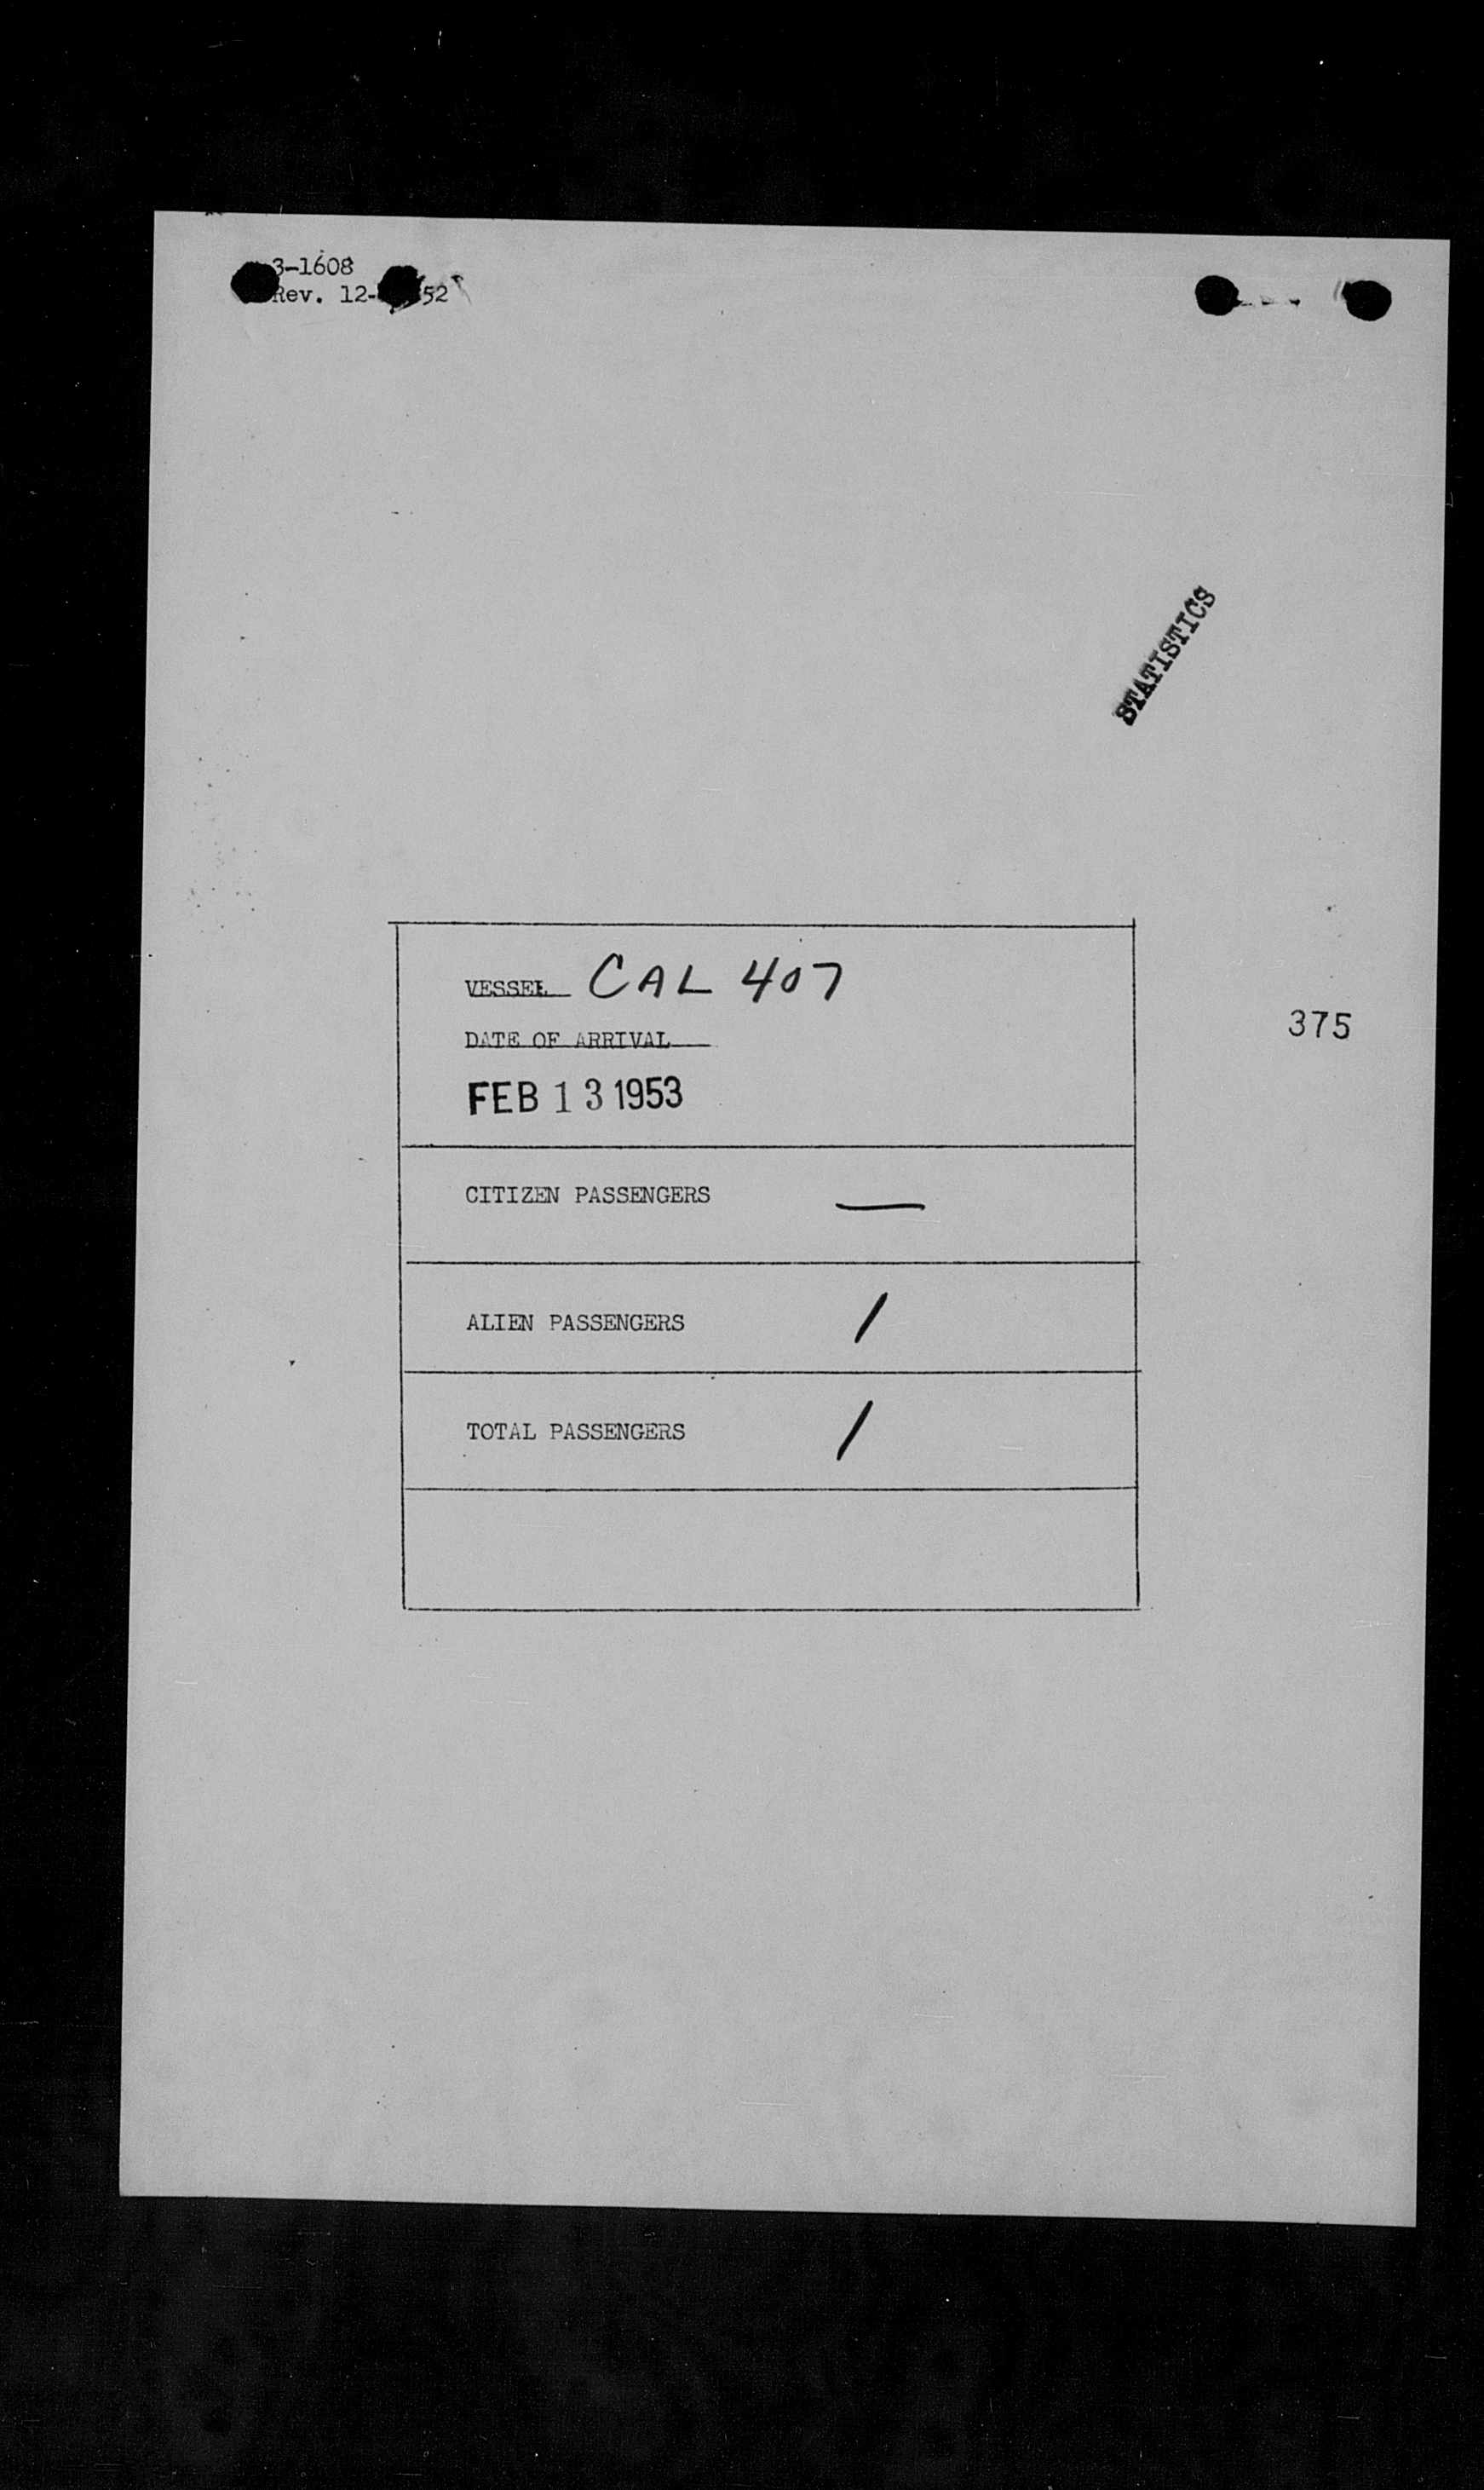 3-1608
Rev. 12- 52
STATISTICS
VESSEL CAL 407
DATE OF ARRIVAL
FEB 13 1953
375
CITIZEN PASSENGERS —
ALIEN PASSENGERS 1
TOTAL PASSENGERS 1